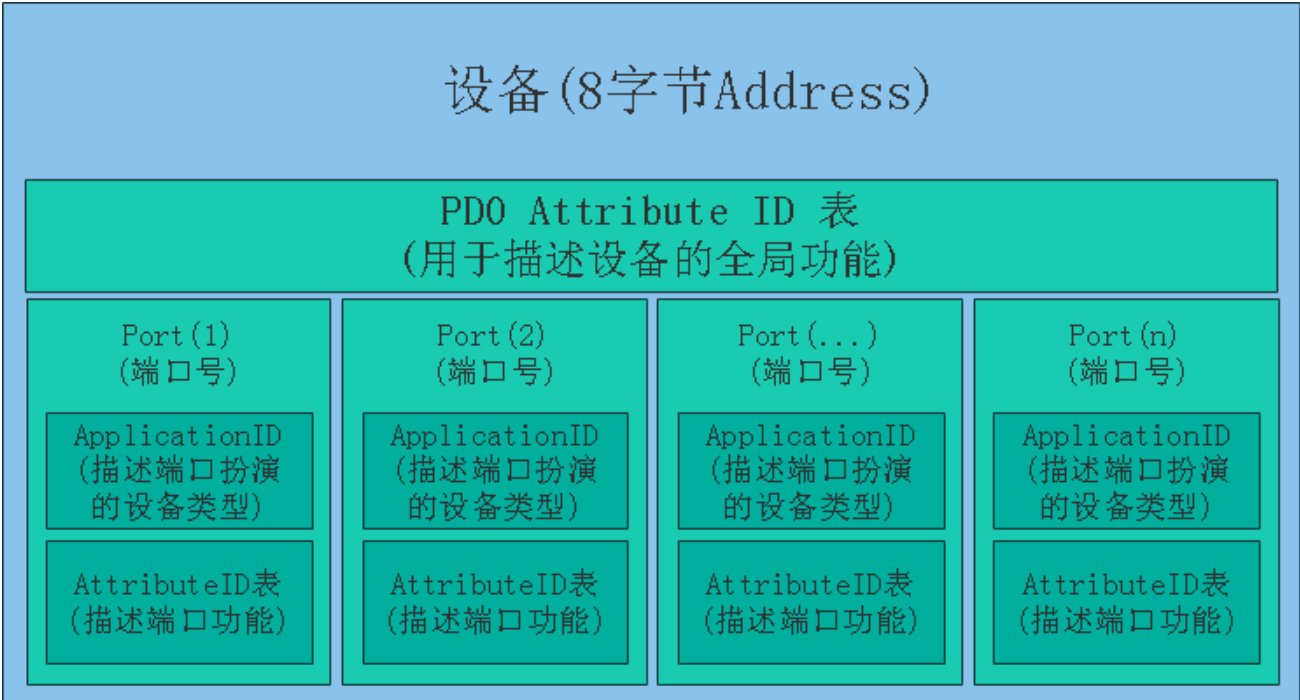 设备(8字节Address)
PDO Attribute ID 表
(用于描述设备的全局功能)
Port(1)
(端口号)
ApplicationID
(描述端口扮演
的设备类型)
AttributeID表
(描述端口功能)
Port(2)
(端口号)
ApplicationID
(描述端口扮演
的设备类型)
AttributeID表
(描述端口功能)
Port(...)
(端口号)
ApplicationID
(描述端口扮演
的设备类型)
AttributeID表
(描述端口功能)
Port(n)
(端口号)
ApplicationID
(描述端口扮演
的设备类型)
AttributeID表
(描述端口功能)